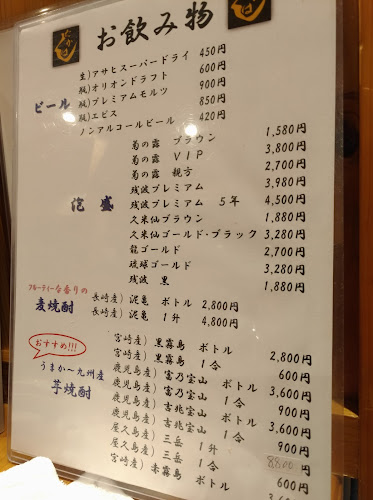 お飲み物
ビール
生)アサヒスーパードライ 450円
瓶)オリオンドラフト 600円
瓶)プレミアムモルツ 900円
瓶)エビス 850円
ノンアルコールビール 420円
泡盛
菊の露 ブラウン 1,580円
菊の露 VIP 3,800円
菊の露 親方 2,700円
残波プレミアム 3,980円
残波プレミアム 5年 4,500円
久米仙ブラウン 1,880円
久米仙ゴールド・ブラック 3,280円
龍ゴールド 2,700円
琉球ゴールド 3,280円
残波 黒 1,880円
フルーティーな香りの
麦焼酎
長崎産) 泥亀 ボトル 2,800円
長崎産) 泥亀 1升 4,800円
おすすめ!!!
うまか〜九州産
芋焼酎
宮崎産) 黒霧島 ボトル 2,800円
宮崎産) 黒霧島 1合 600円
鹿児島産) 富乃宝山 ボトル 3,600円
鹿児島産) 富乃宝山 1合 900円
鹿児島産) 吉兆宝山 ボトル 3,600円
鹿児島産) 吉兆宝山 1合 900円
屋久島産) 三岳 1升 8800円
屋久島産) 三岳 1合 600円
宮崎産) 赤霧島 ボトル 3,600円